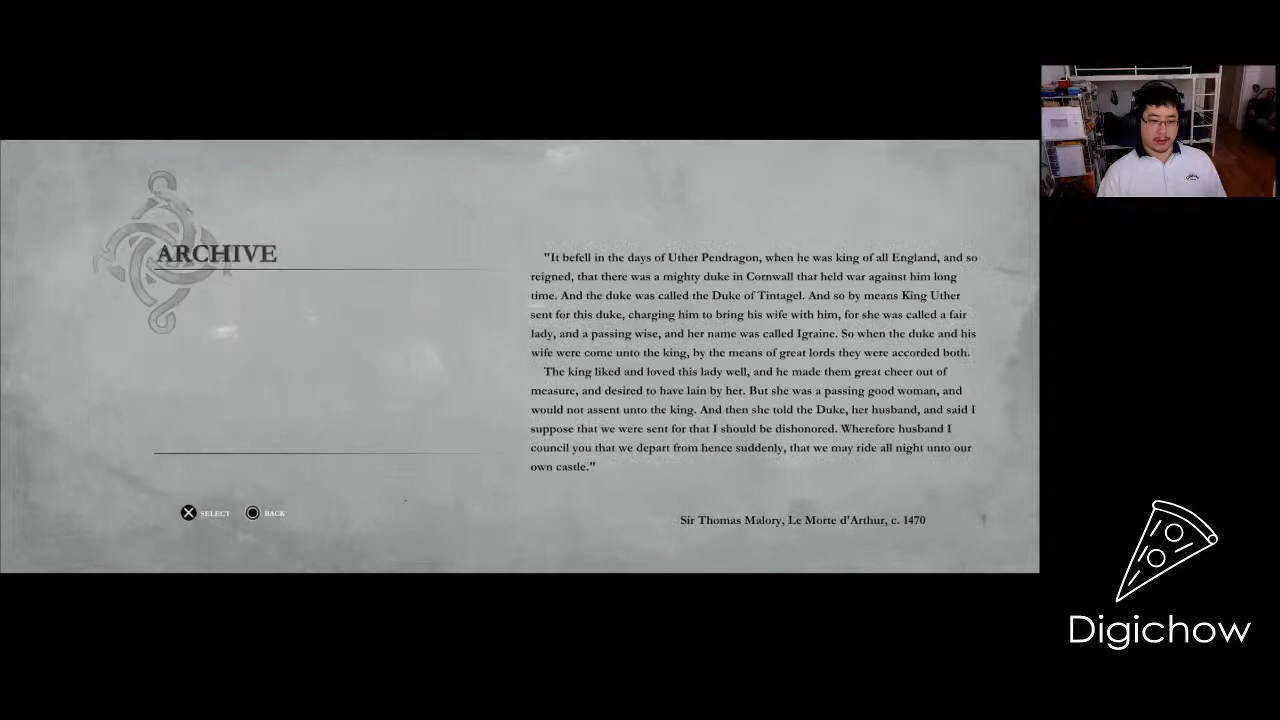 ARCHIVE
"It befell in the days of Uther Pendragon, when he was king of all England, and so
reigned, that there was a mighty duke in Cornwall that held war against him long
time. And the duke was called the Duke of Tintagel. And so by means King Uther
sent for this duke, charging him to bring his wife with him, for she was called a fair
lady, and a passing wise, and her name was called Igraine. So when the duke and his
wife were come unto the king, by the means of great lords they were accorded both.
The king liked and loved this lady well, and he made them great cheer out of
measure, and desired to have lain by her. But she was a passing good woman, and
would not assent unto the king. And then she told the Duke, her husband, and said I
suppose that we were sent for that I should be dishonored. Wherefore husband I
council you that we depart from hence suddenly, that we may ride all night unto our
own castle."
SELECT BACK
Sir Thomas Malory, Le Morte d'Arthur, c. 1470
Digichow